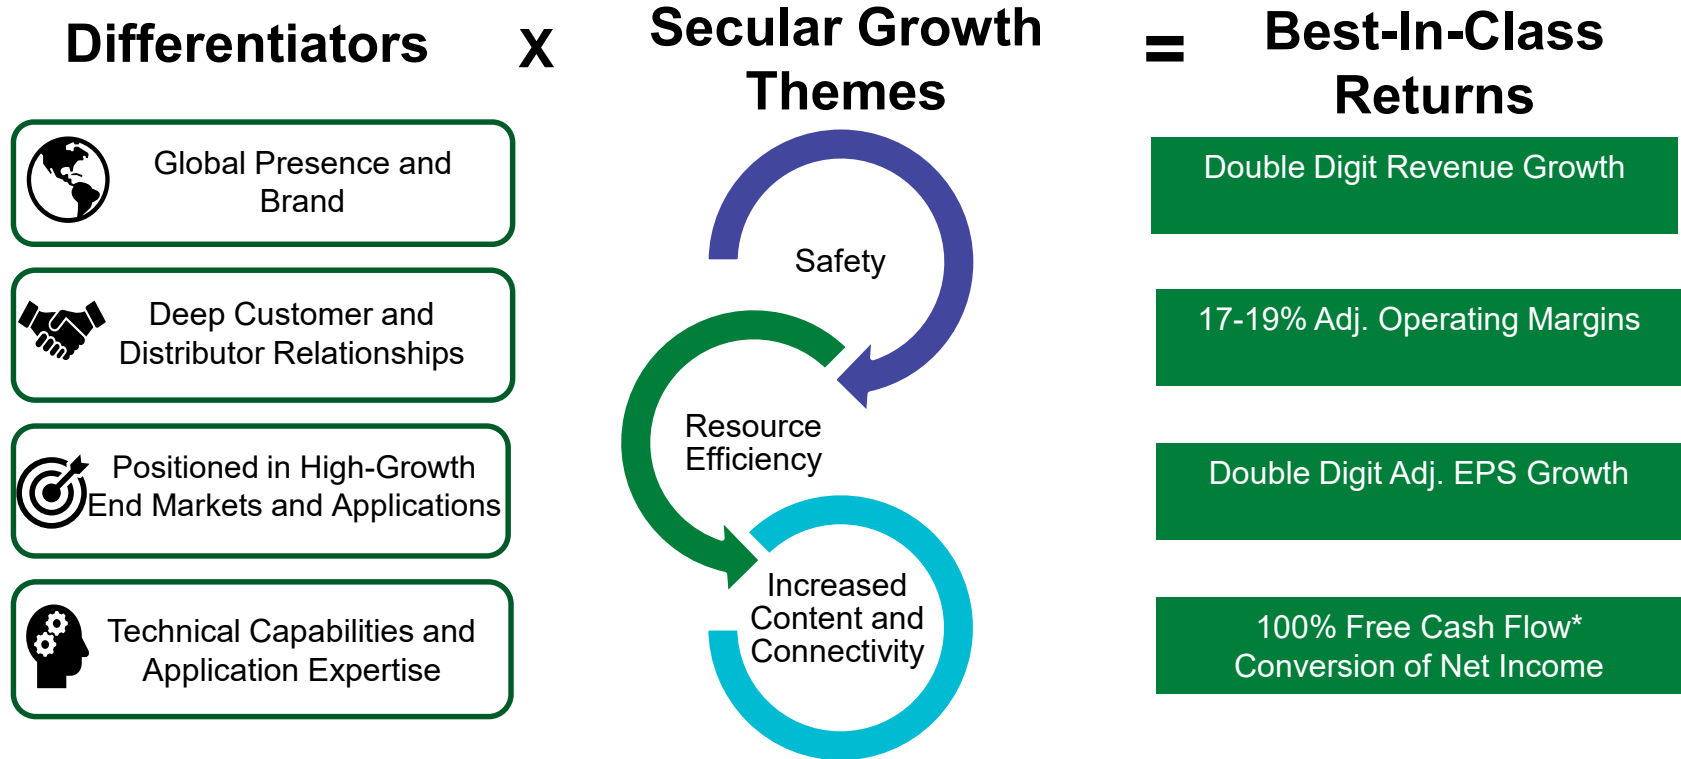 Differentiators
x
Secular Growth
Themes
=
Best-In-Class
Returns
Global Presence and
Brand
Deep Customer and
Distributor Relationships
Positioned in High-Growth
End Markets and Applications
Technical Capabilities and
Application Expertise
Safety
Resource
Efficiency
Increased
Content and
Connectivity
Double Digit Revenue Growth
17-19% Adj. Operating Margins
Double Digit Adj. EPS Growth
100% Free Cash Flow*
Conversion of Net Income